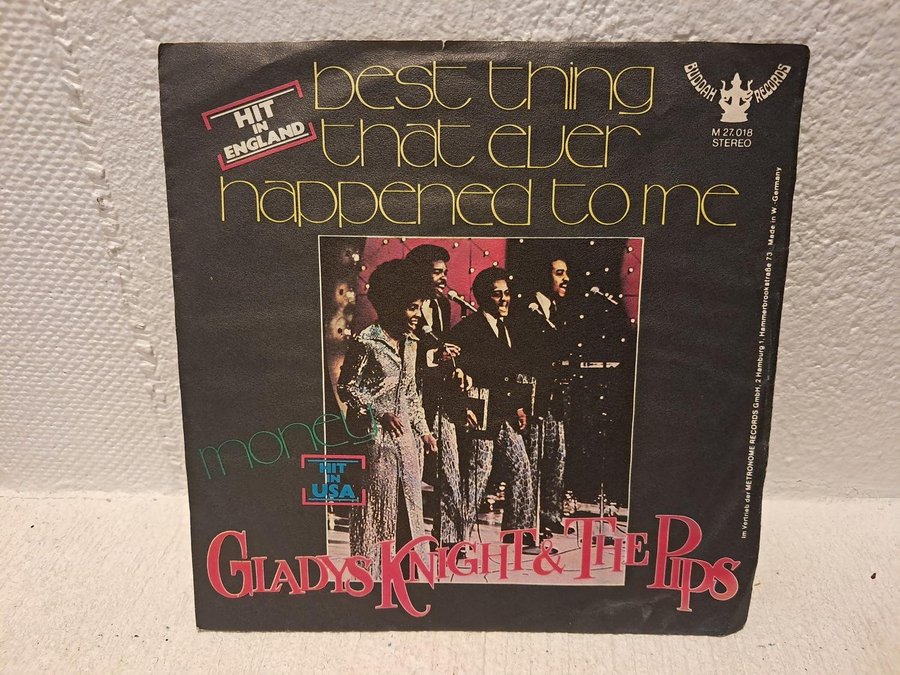 HIT
IN
ENGLAND
best thing
that ever
happened to me
BUDDAH RECORDS
M 27.018
STEREO
money
HIT
IN
USA
GLADYS KNIGHT & THE PIPS
im Vertrieb der METRONOME RECORDS GmbH, 2 Hamburg 1, Hammerbrookstraße 73 Made in W.-Germany